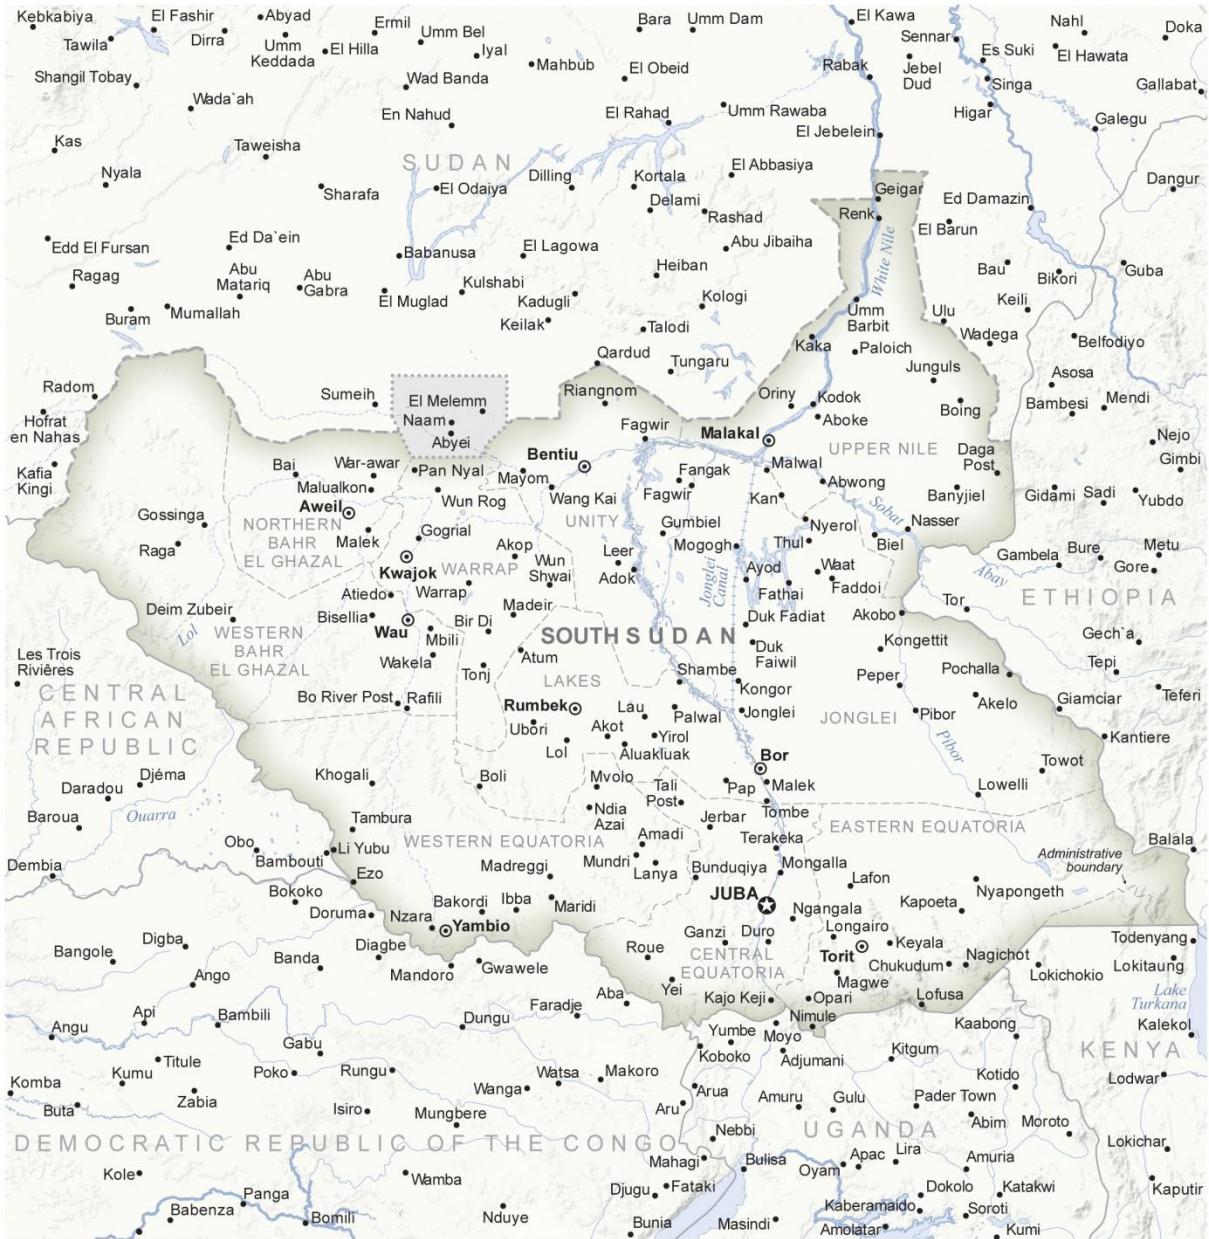 Kebkabiya
El Fashir
Abyad
Ermil
Bara
Umm Dam
El Kawa
Nahl
Doka
Tawila
Dirra
Umm
Keddada
El Hilla
Umm Bel
Iyal
Sennar
Es Suki
El Hawata
Shangil Tobay
Wad Banda
Mahbub
El Obeid
Rabak
Jebel
Dud
Singa
Gallabat
Wada`ah
En Nahud
El Rahad
Umm Rawaba
Higar
Galegu
Kas
Taweisha
SUDAN
El Jebelein
Nyala
Sharafa
El Odaiya
Dilling
Kortala
El Abbasiya
Geigar
Dangur
Delami
Rashad
Renk
Ed Damazin
El Barun
Edd El Fursan
Ed Da`ein
Babanusa
El Lagowa
Abu Jibaiha
White Nile
Ragag
Abu
Matariq
Abu
Gabra
El Muglad
Kulshabi
Heiban
Bau
Bikori
Guba
Buram
Mumallah
Kadugli
Keilak
Kologi
Umm
Barbit
Ulu
Keili
Talodi
Kaka
Paloich
Wadega
Belfodiyo
Qardud
Tungaru
Junguls
Asosa
Radom
Sumeih
El Melemm
Riangnom
Oriny
Kodok
Boing
Bambesi
Mendi
Hofrat
en Nahas
Naam
Abyei
Fagwir
Malakal
Aboke
UPPER NILE
Daga
Post
Nejo
Gimbi
Kafia
Kingi
Bai
War-awar
Pan Nyal
Bentiu
Mayom
Fangak
Malwal
Malualkon
Wun Rog
Wang Kai
Fagwir
Kan
Abwong
Banyjiel
Gidami
Sadi
Yubdo
Aweil
Gossinga
NORTHERN
BAHR
EL GHAZAL
UNITY
Gumbiel
Nyerol
Sobat
Nasser
Raga
Malek
Gogrial
Akop
Leer
Mogogh
Thul
Biel
Gambela
Bure
Metu
Gore
Kwajok
WARRAP
Wun
Shwai
Adok
Jonglei
Canal
Ayod
Waat
Faddoi
Abay
ETHIOPIA
Atiedo
Warrap
Fathai
Deim Zubeir
Bisellia
Madeir
Duk Fadiat
Akobo
Tor
Lol
WESTERN
BAHR
EL GHAZAL
Wau
Mbili
Bir Di
SOUTH SUDAN
Kongettit
Gech`a
Les Trois
Rivières
Wakela
Atum
Duk
Faiwil
Tonj
Shambe
Peper
Pochalla
Tepi
CENTRAL
AFRICAN
REPUBLIC
Bo River Post
Rafili
LAKES
Kongor
Akelo
Giamciar
Teferi
Rumbek
Lau
Palwal
Jonglei
JONGLEI
Pibor
Ubori
Akot
Yirol
Kantiere
Lol
Aluakluak
Pibor
Bor
Towot
Djéma
Khogali
Boli
Mvolo
Tali
Post
Pap
Malek
Lowelli
Daradou
Ndia
Azai
Tombe
Baroua
Ouarra
Tambura
Jerbar
EASTERN EQUATORIA
Obo
WESTERN EQUATORIA
Amadi
Terakeka
Balala
Dembia
Bambouti
Li Yubu
Madreggi
Mundri
Lanya
Bunduqiya
Mongalla
Administrative
boundary
Ezo
Bokoko
Lafon
Nyapongeth
Doruma
Nzara
Bakordi
Ibba
Maridi
JUBA
Kapoeta
Ngangala
Digba
Yambio
Ganzi
Duro
Longairo
Keyala
Todenyang
Bangole
Banda
Diagbe
Roue
CENTRAL
EQUATORIA
Torit
Chukudum
Nagichot
Lokichokio
Lokitaung
Ango
Mandoro
Gwawele
Yei
Magwe
Lake
Turkana
Api
Bambili
Faradje
Aba
Kajo Keji
Opari
Lofusa
Angu
Dungu
Yumbe
Nimule
Moyo
Kaabong
Kalekol
Gabu
Koboko
Adjumani
Kitgum
KENYA
Titule
Komba
Kumu
Poko
Rungu
Watsa
Makoro
Kotido
Lodwar
Zabia
Wanga
Arua
Buta
Isiro
Mungbere
Aru
Amuru
Gulu
Pader Town
Abim
Moroto
DEMOCRATIC REPUBLIC OF THE CONGO
Nebbi
UGANDA
Lokichar
Kole
Wamba
Mahagi
Bulisa
Oyam
Apac
Lira
Amuria
Kaputir
Panga
Djugu
Fataki
Dokolo
Katakwi
Babenza
Bomili
Nduye
Bunia
Masindi
Kaberamaido
Amolatar
Soroti
Kumi